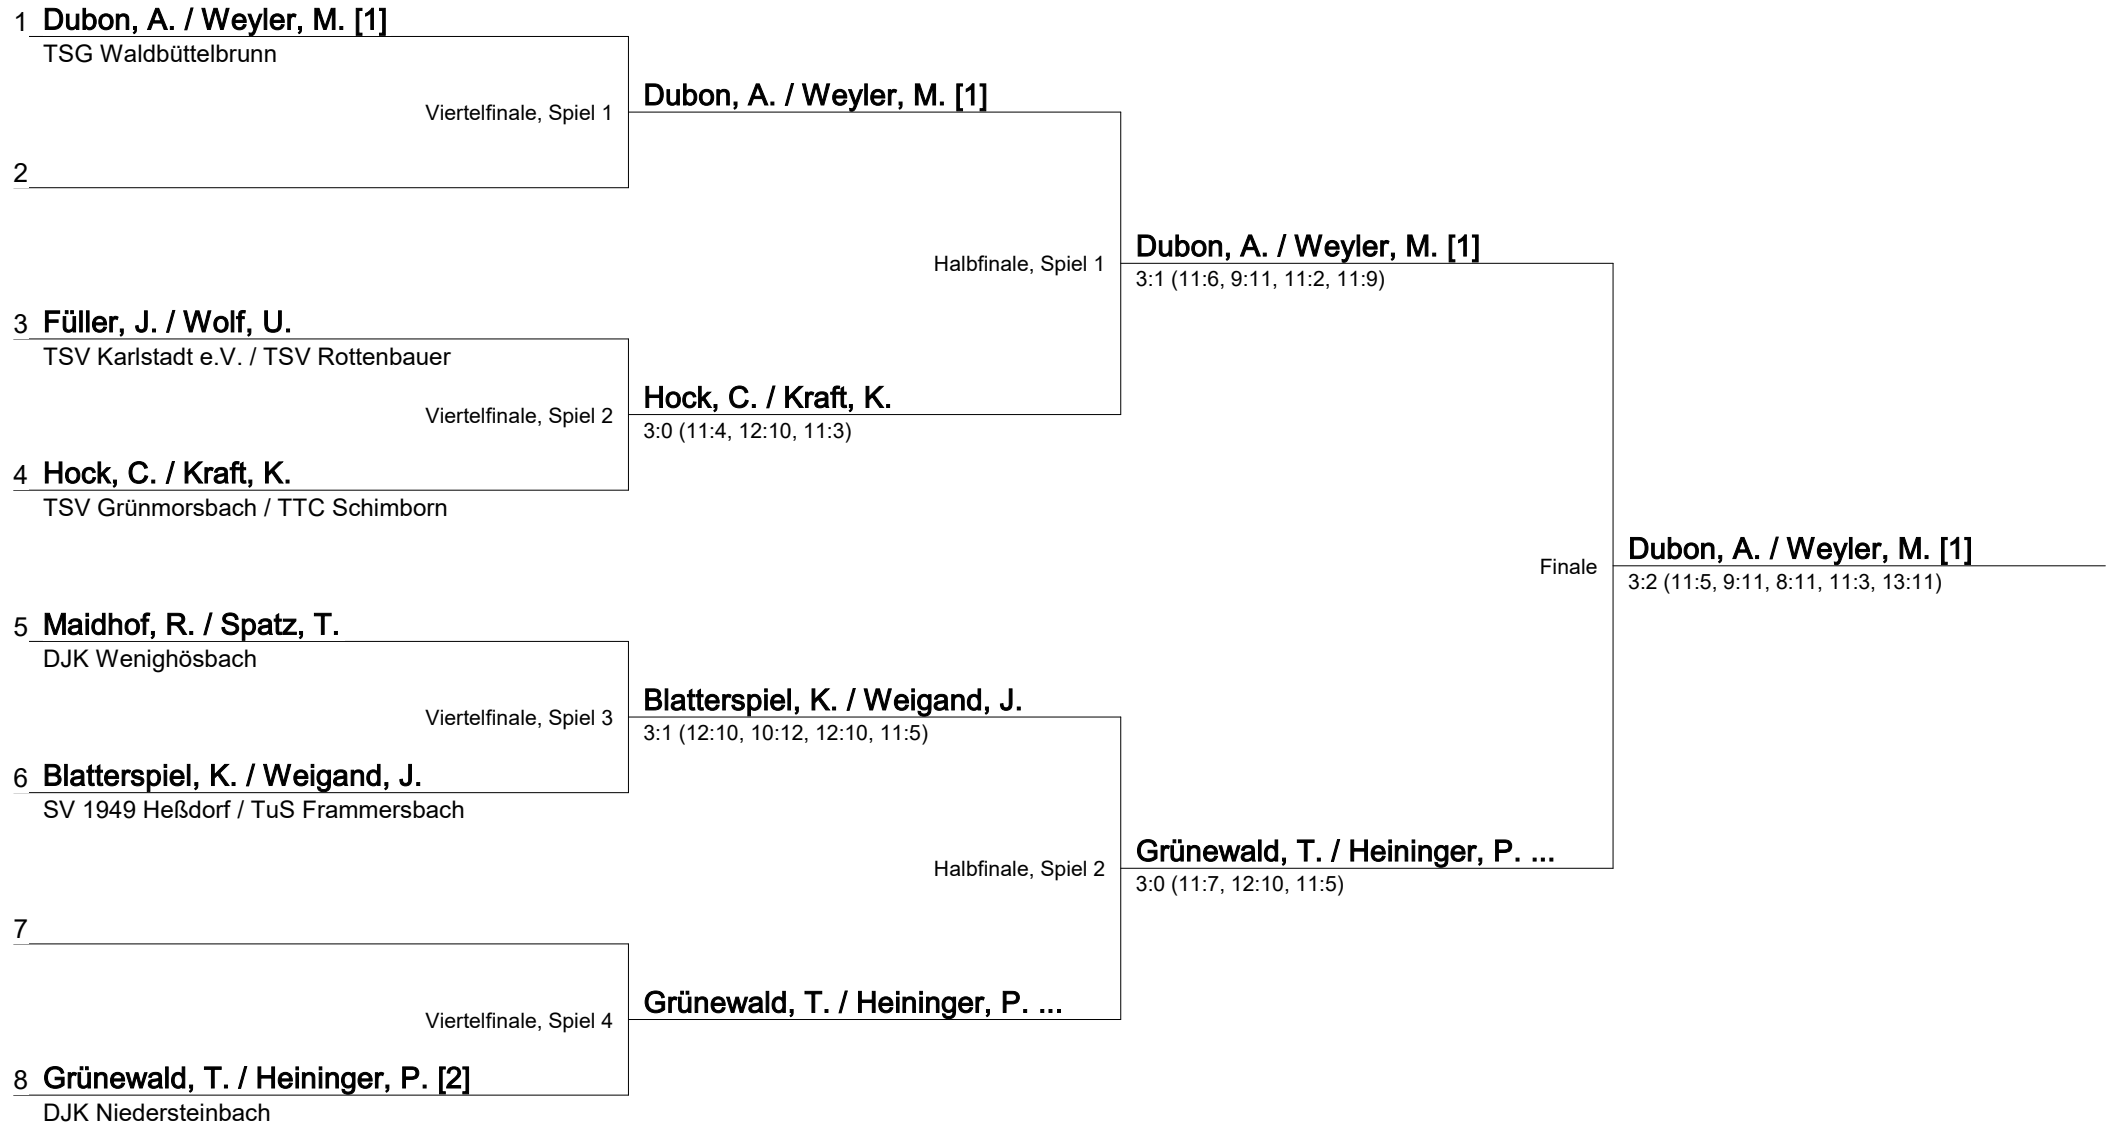 1 Dubon, A. / Weyler, M. [1]
TSG Waldbüttelbrunn
Viertelfinale, Spiel 1
Dubon, A. / Weyler, M. [1]
2
Halbfinale, Spiel 1
Dubon, A. / Weyler, M. [1]
3:1 (11:6, 9:11, 11:2, 11:9)
3 Füller, J. / Wolf, U.
TSV Karlstadt e.V. / TSV Rottenbauer
Viertelfinale, Spiel 2
Hock, C. / Kraft, K.
3:0 (11:4, 12:10, 11:3)
4 Hock, C. / Kraft, K.
TSV Grünmorsbach / TTC Schimborn
Finale
Dubon, A. / Weyler, M. [1]
3:2 (11:5, 9:11, 8:11, 11:3, 13:11)
5 Maidhof, R. / Spatz, T.
DJK Wenighösbach
Viertelfinale, Spiel 3
Blatterspiel, K. / Weigand, J.
3:1 (12:10, 10:12, 12:10, 11:5)
6 Blatterspiel, K. / Weigand, J.
SV 1949 Heßdorf / TuS Frammersbach
Halbfinale, Spiel 2
Grünewald, T. / Heininger, P. ...
3:0 (11:7, 12:10, 11:5)
7
Viertelfinale, Spiel 4
Grünewald, T. / Heininger, P. ...
8 Grünewald, T. / Heininger, P. [2]
DJK Niedersteinbach